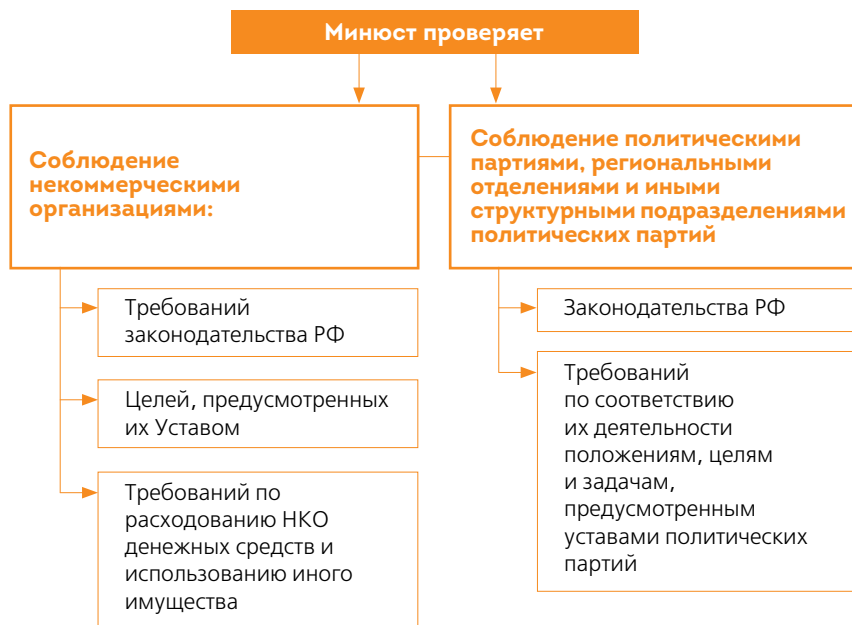 Минюст проверяет
Соблюдение
некоммерческими
организациями:
Требований
законодательства РФ
Целей, предусмотренных
их Уставом
Требований по
расходованию НКО
денежных средств и
использованию иного
имущества
Соблюдение политическими
партиями, региональными
отделениями и иными
структурными подразделениями
политических партий
Законодательства РФ
Требований
по соответствию
их деятельности
положениям, целям
и задачам,
предусмотренным
уставами политических
партий